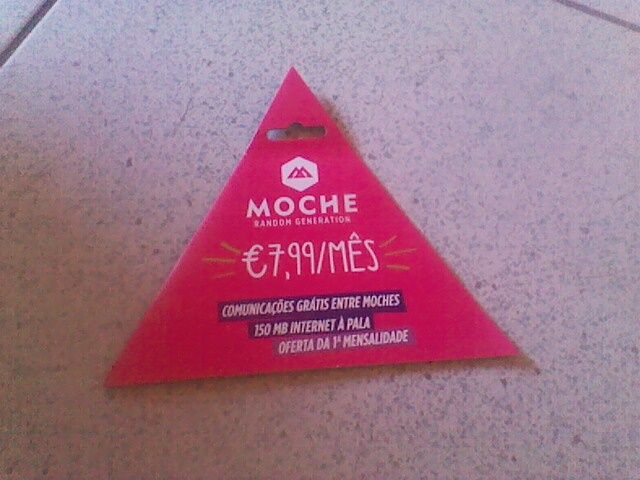 MOCHE
RANDOM GENERATION
€7,99/MÊS
COMUNICAÇÕES GRÁTIS ENTRE MOCHES
150 MB INTERNET À PALA
OFERTA DA 1ª MENSALIDADE